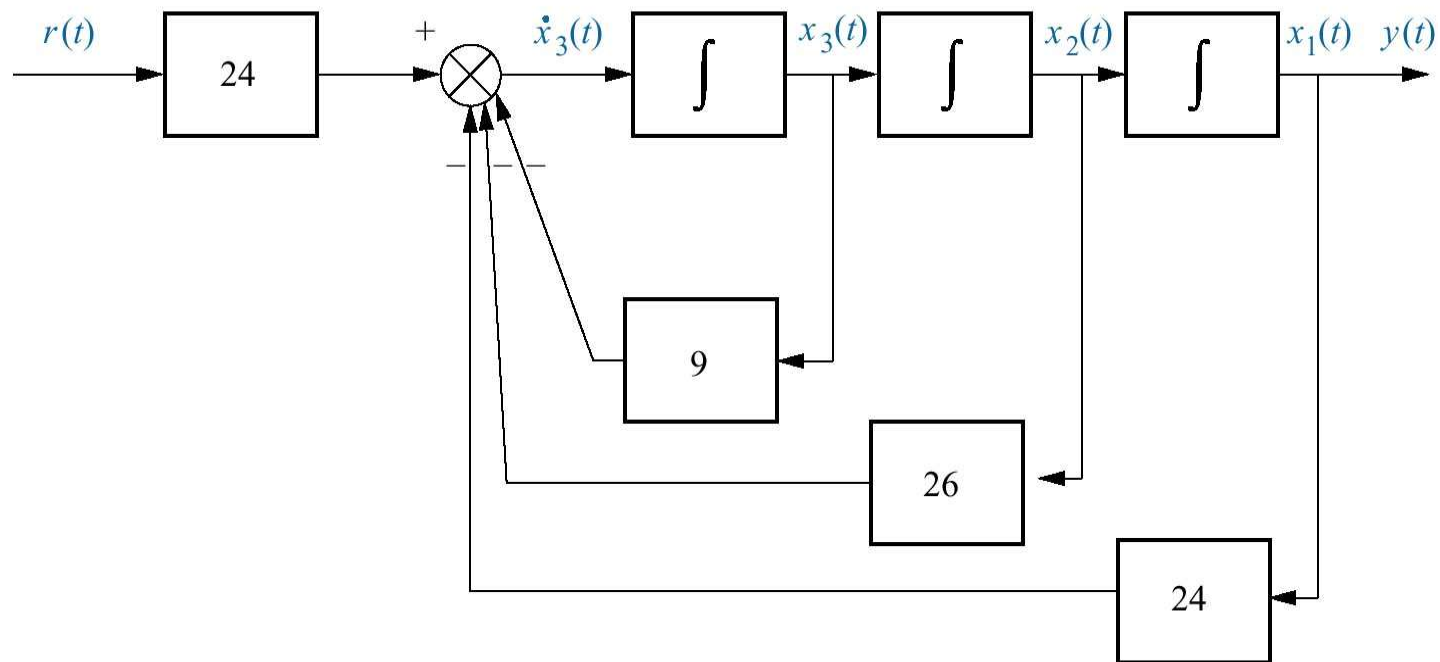 r(t) + ẋ3(t) x3(t) x2(t) x1(t) y(t)
24 ∫ ∫ ∫
− − −
9
26
24